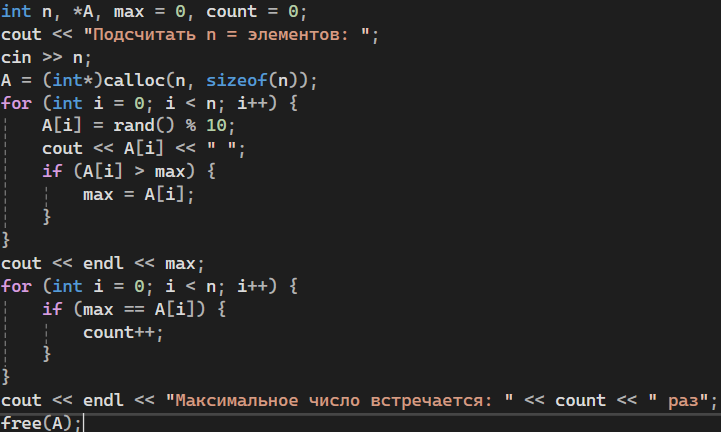 int n, *A, max = 0, count = 0;
cout << "Подсчитать n = элементов: ";
cin >> n;
A = (int*)calloc(n, sizeof(n));
for (int i = 0; i < n; i++) {
    A[i] = rand() % 10;
    cout << A[i] << " ";
    if (A[i] > max) {
        max = A[i];
    }
}
cout << endl << max;
for (int i = 0; i < n; i++) {
    if (max == A[i]) {
        count++;
    }
}
cout << endl << "Максимальное число встречается: " << count << " раз";
free(A);